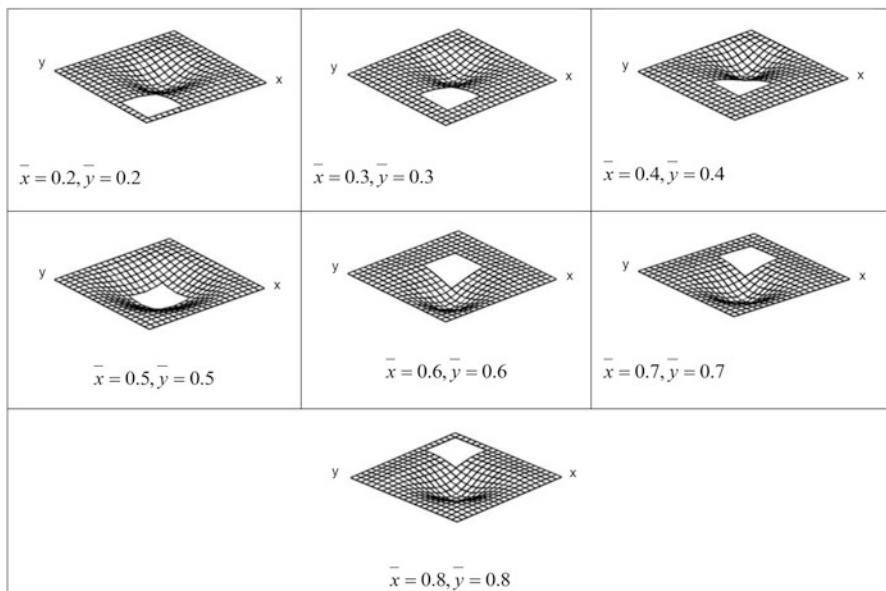 y x
y x
y x
x̄ = 0.2, ȳ = 0.2
x̄ = 0.3, ȳ = 0.3
x̄ = 0.4, ȳ = 0.4
y x
y x
y x
x̄ = 0.5, ȳ = 0.5
x̄ = 0.6, ȳ = 0.6
x̄ = 0.7, ȳ = 0.7
y x
x̄ = 0.8, ȳ = 0.8